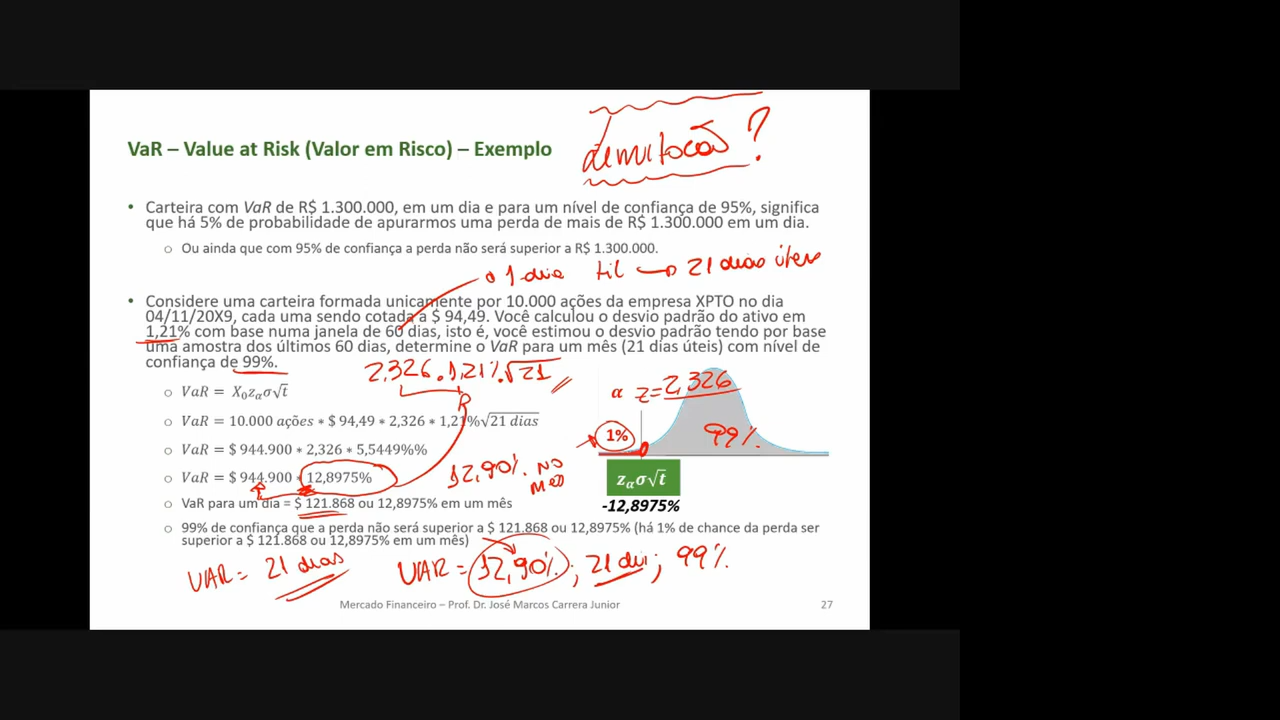 limitações?
VaR – Value at Risk (Valor em Risco) – Exemplo
• Carteira com VaR de R$ 1.300.000, em um dia e para um nível de confiança de 95%, significa
que há 5% de probabilidade de apurarmos uma perda de mais de R$ 1.300.000 em um dia.
o Ou ainda que com 95% de confiança a perda não será superior a R$ 1.300.000.
1 dia útil → 21 dias úteis
• Considere uma carteira formada unicamente por 10.000 ações da empresa XPTO no dia
04/11/20X9, cada uma sendo cotada a $ 94,49. Você calculou o desvio padrão do ativo em
1,21% com base numa janela de 60 dias, isto é, você estimou o desvio padrão tendo por base
uma amostra dos últimos 60 dias, determine o VaR para um mês (21 dias úteis) com nível de
confiança de 99%.
2,326.1,21%.√21
o VaR = X₀zασ√t
o VaR = 10.000 ações * $ 94,49 * 2,326 * 1,21%√21 dias
o VaR = $ 944.900 * 2,326 * 5,5449%%
o VaR = $ 944.900 * 12,8975%
12,90% no
mês
α z=2,326
1%
99%
zασ√t
-12,8975%
o VaR para um dia = $ 121.868 ou 12,8975% em um mês
o 99% de confiança que a perda não será superior a $ 121.868 ou 12,8975% (há 1% de chance da perda ser
superior a $ 121.868 ou 12,8975% em um mês)
VAR = 21 dias
VAR = 12,90%; 21 dui; 99%
Mercado Financeiro – Prof. Dr. José Marcos Carrera Junior
27